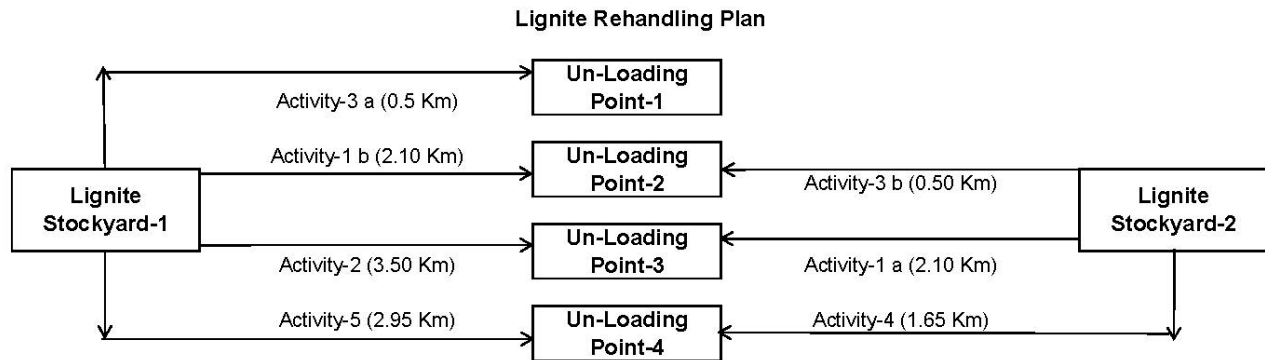 Lignite Rehandling Plan
Un-Loading
Point-1
Activity-3 a (0.5 Km)
Activity-1 b (2.10 Km)
Un-Loading
Point-2
Activity-3 b (0.50 Km)
Lignite
Stockyard-1
Lignite
Stockyard-2
Un-Loading
Point-3
Activity-2 (3.50 Km)
Activity-1 a (2.10 Km)
Activity-5 (2.95 Km)
Un-Loading
Point-4
Activity-4 (1.65 Km)